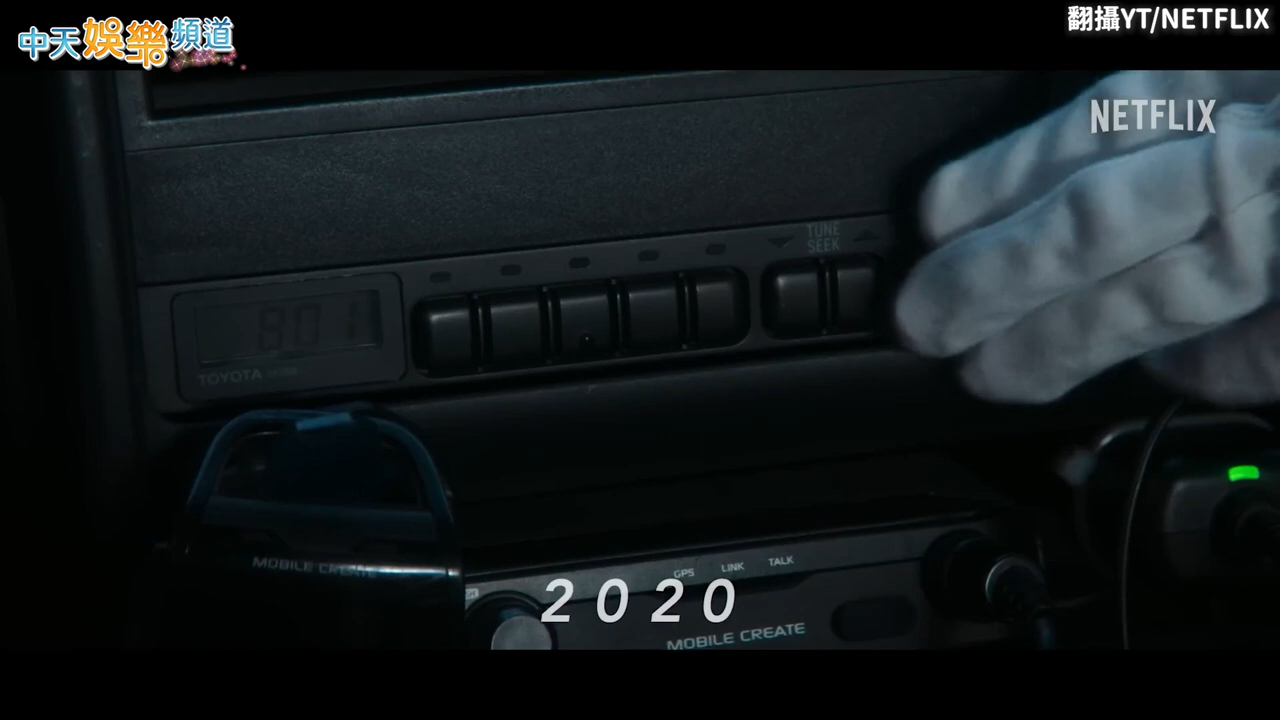 中天娛樂頻道
翻攝YT/NETFLIX
NETFLIX
TUNE
SEEK
801
TOYOTA
MOBILE CREATE
GPS LINK TALK
2020
MOBILE CREATE